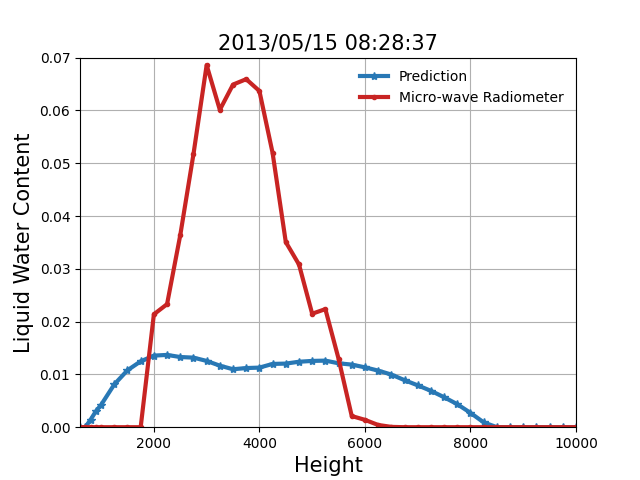 2013/05/15 08:28:37
Prediction
Micro-wave Radiometer
Liquid Water Content
0.07
0.06
0.05
0.04
0.03
0.02
0.01
0.00
2000 4000 6000 8000 10000
Height